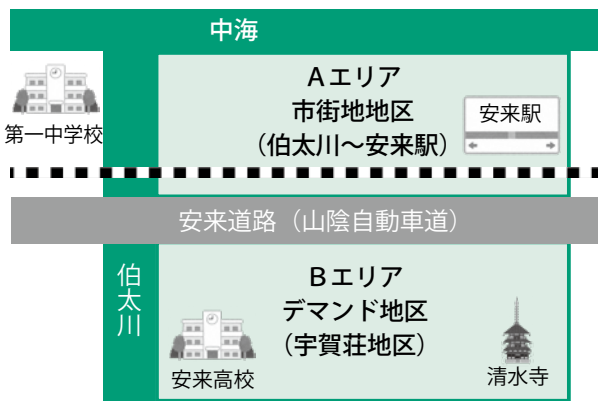 中海
Aエリア
市街地地区
（伯太川～安来駅）
安来駅
第一中学校
安来道路（山陰自動車道）
伯太川
Bエリア
デマンド地区
（宇賀荘地区）
安来高校
清水寺